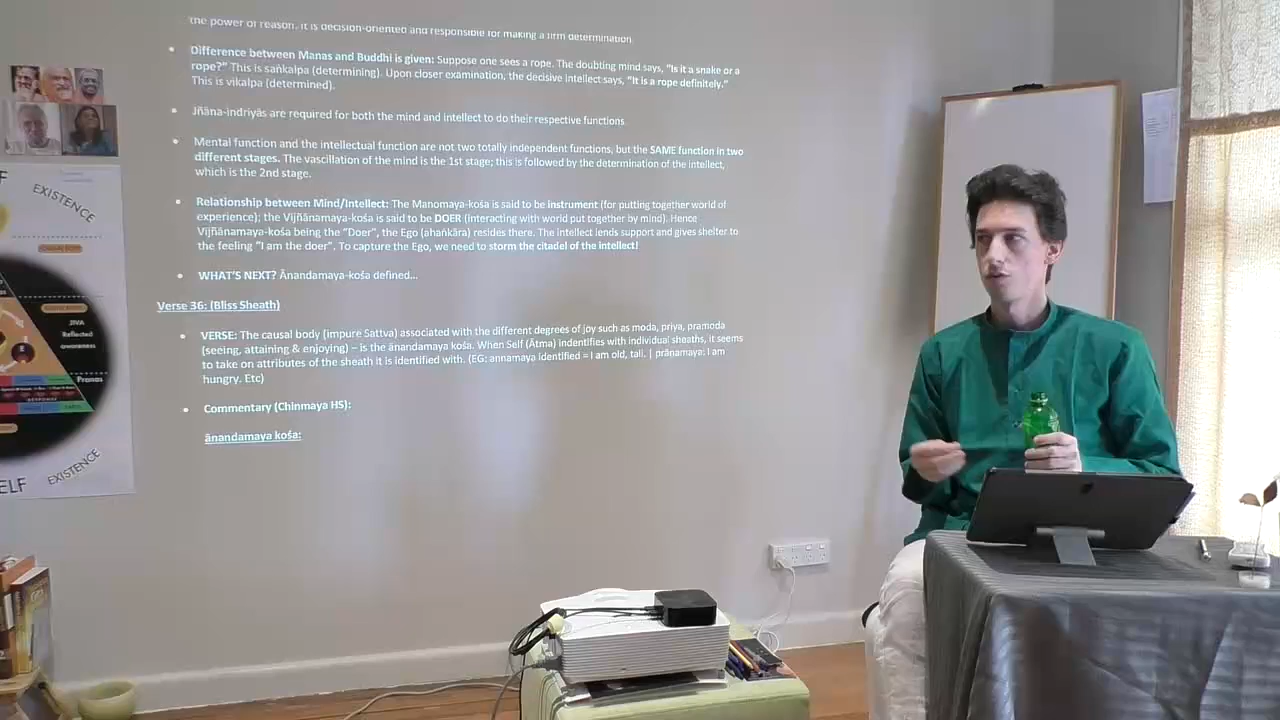 the power of reason. It is decision-oriented and responsible for making a firm determination.
• Difference between Manas and Buddhi is given: Suppose one sees a rope. The doubting mind says, "Is it a snake or a
rope?" This is saṅkalpa (determining). Upon closer examination, the decisive intellect says, "It is a rope definitely."
This is vikalpa (determined).
• Jñāna-indriyās are required for both the mind and intellect to do their respective functions.
• Mental function and the intellectual function are not two totally independent functions, but the SAME function in two
different stages. The vascillation of the mind is the 1st stage; this is followed by the determination of the intellect,
which is the 2nd stage.
• Relationship between Mind/Intellect: The Manomaya-kośa is said to be instrument (for putting together world of
experience); the Vijñānamaya-kośa is said to be DOER (interacting with world put together by mind). Hence
Vijñānamaya-kośa being the "Doer", the Ego (ahaṅkāra) resides there. The intellect lends support and gives shelter to
the feeling "I am the doer". To capture the Ego, we need to storm the citadel of the intellect!
• WHAT'S NEXT? Ānandamaya-kośa defined...
Verse 36: (Bliss Sheath)
• VERSE: The causal body (impure Sattva) associated with the different degrees of joy such as moda, priya, pramoda
(seeing, attaining & enjoying) – is the ānandamaya kośa. When Self (Ātma) indentifies with individual sheaths, it seems
to take on attributes of the sheath it is identified with. (EG: annamaya identified = I am old, tall. | prānamaya: I am
hungry. Etc)
• Commentary (Chinmaya HS):
ānandamaya kośa:
F
EXISTENCE
JIVA
Reflected
Pranas
EXISTENCE
ELF